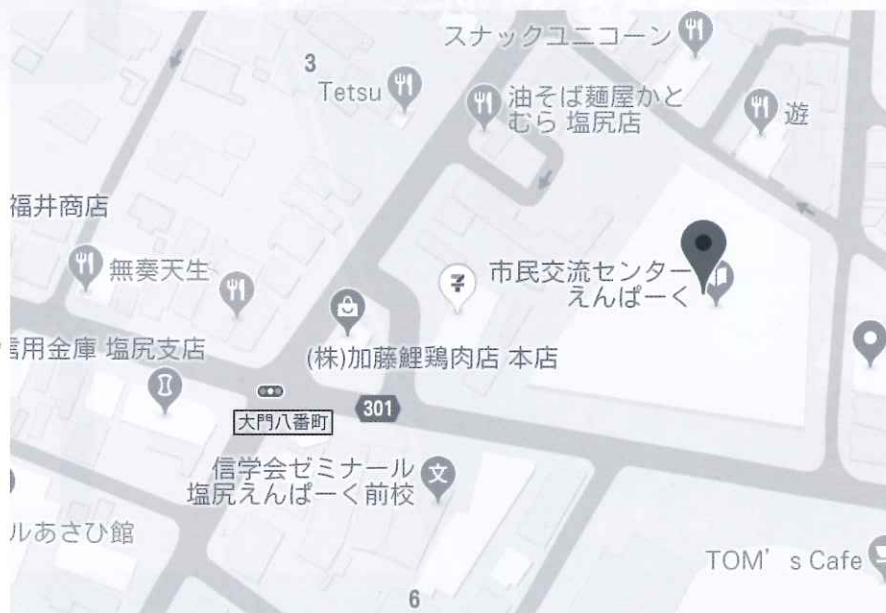 スナックユニコーン
3
Tetsu
油そば麺屋かと
むら 塩尻店
遊
福井商店
無奏天生
市民交流センター
えんぱーく
信用金庫 塩尻支店
(株)加藤鯉鶏肉店 本店
301
大門八番町
信学会ゼミナール
塩尻えんぱーく前校
文
ルあさひ館
TOM’s Cafe
6